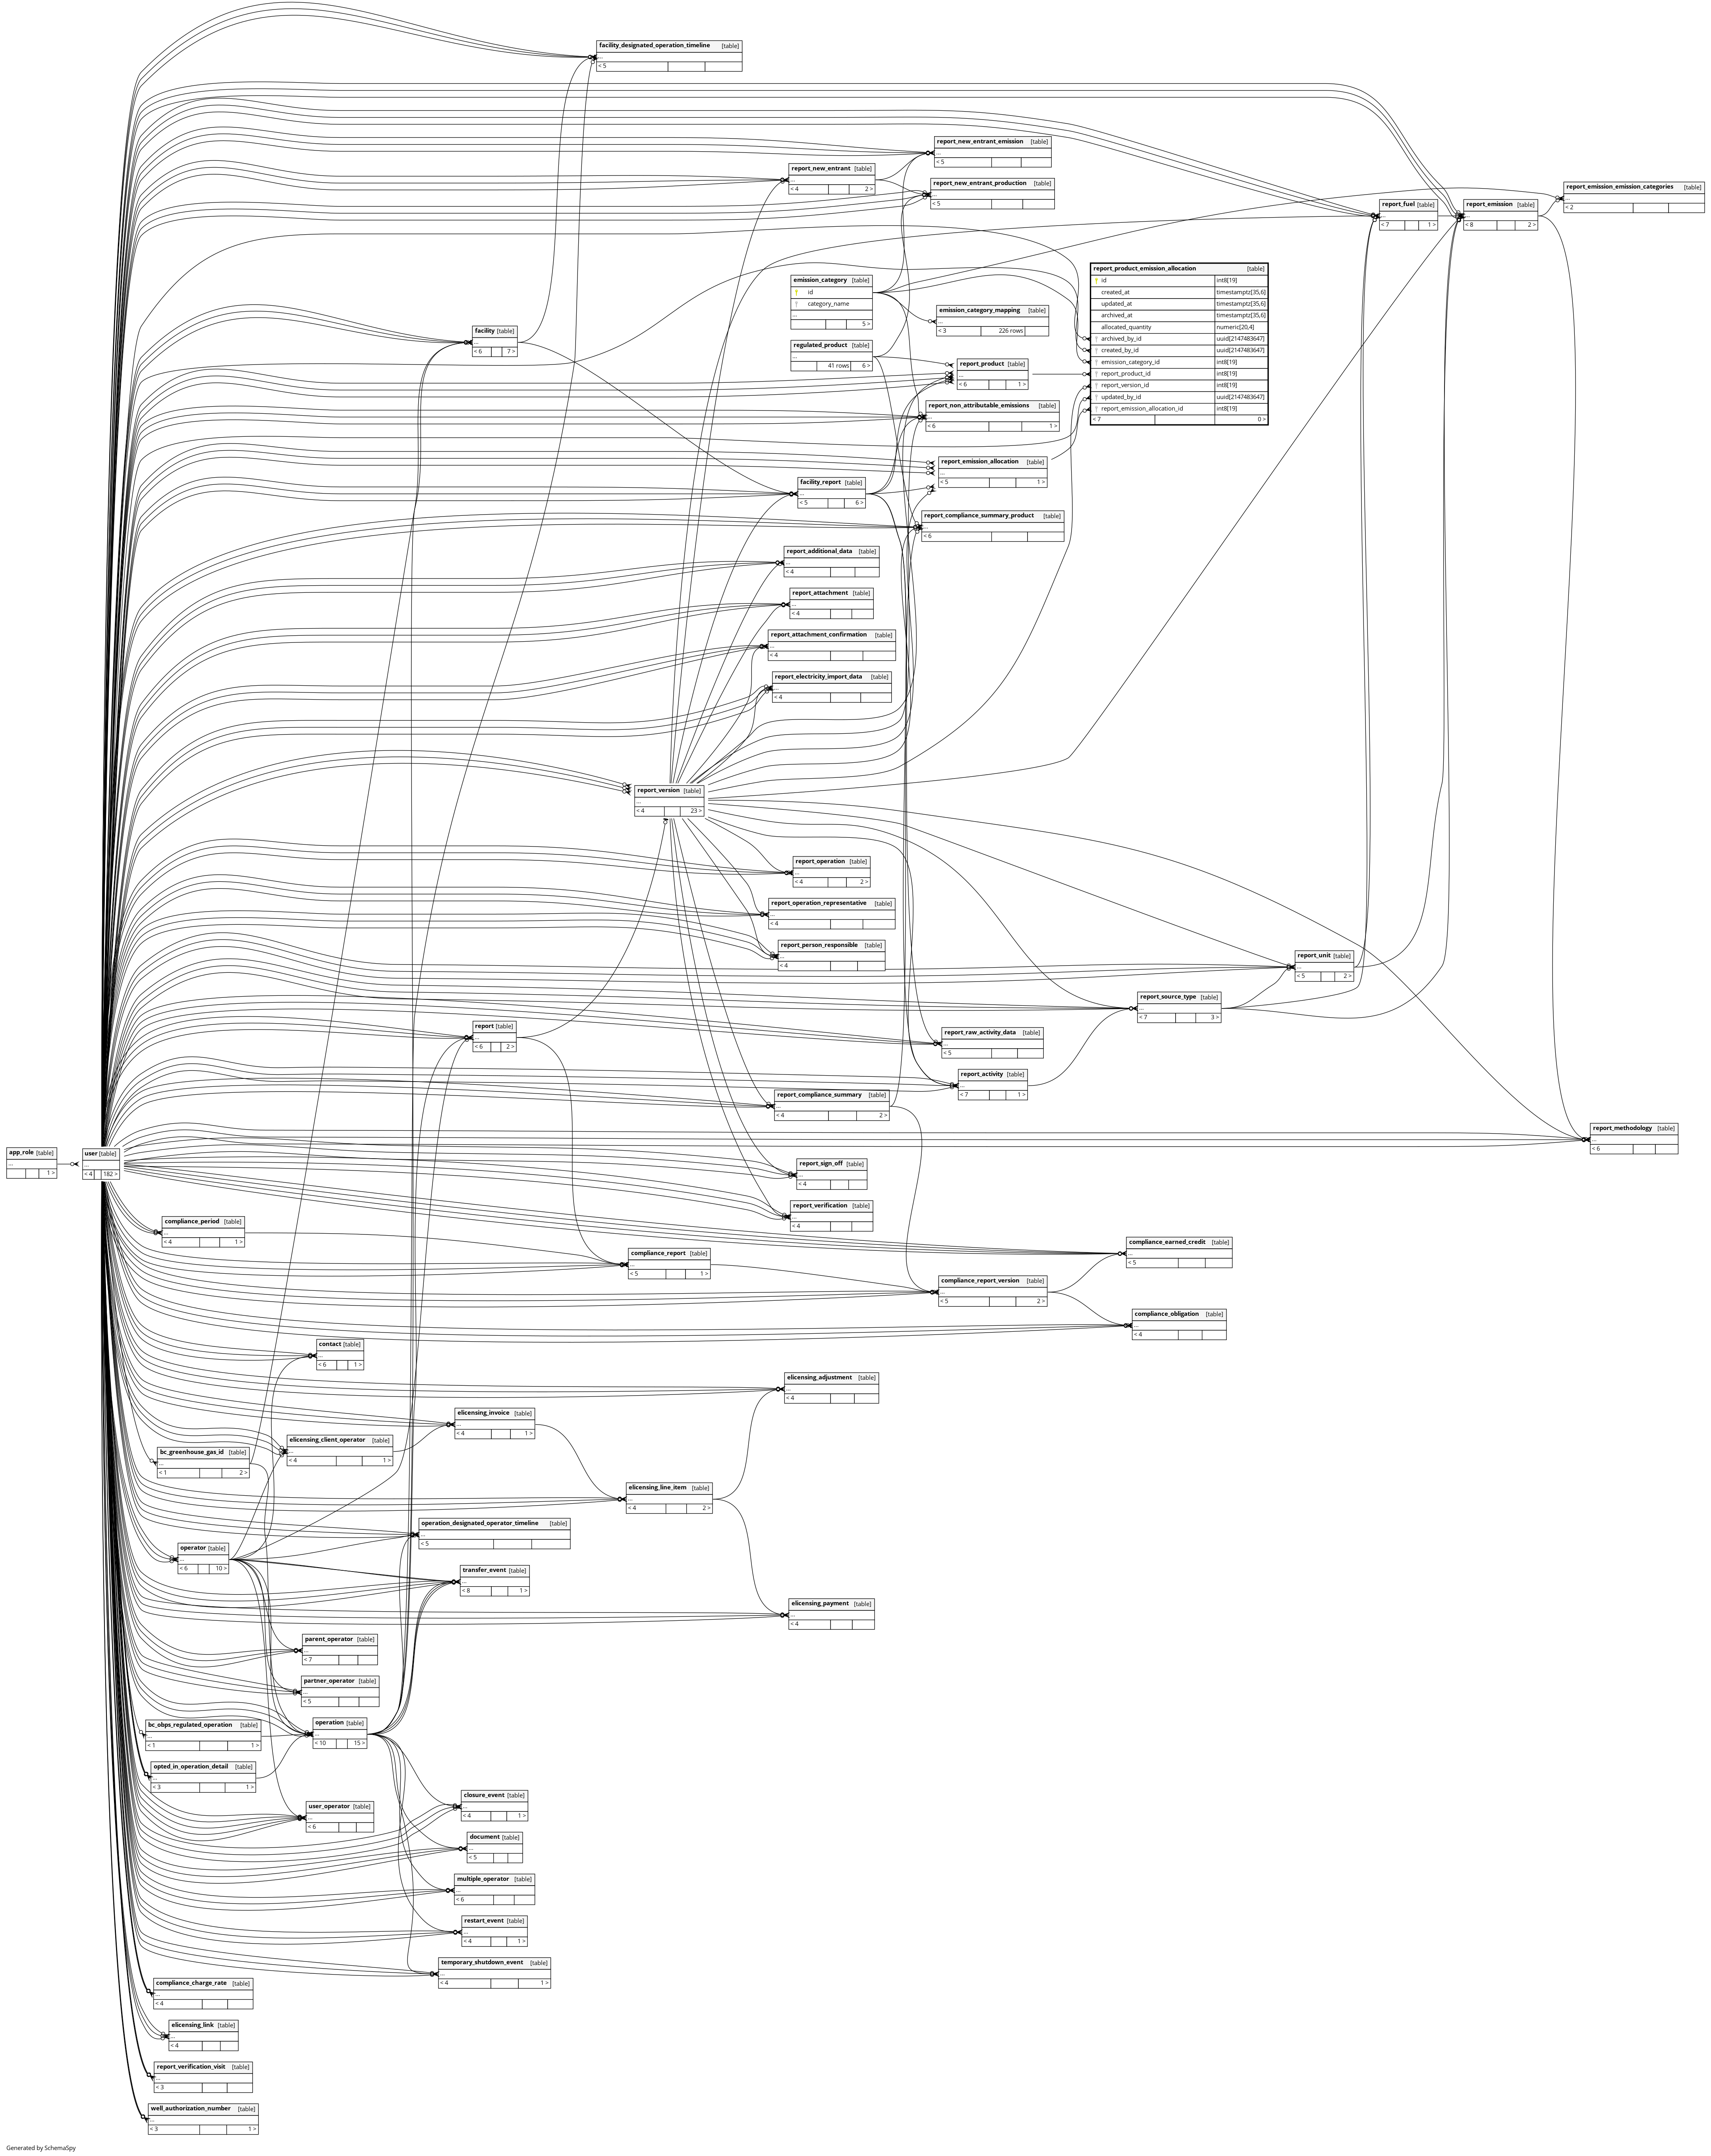 facility_designated_operation_timeline [table]
...
< 5
report_new_entrant_emission [table]
...
< 5
report_new_entrant [table]
...
< 4 2 >
report_new_entrant_production [table]
...
< 5
report_emission_emission_categories [table]
...
< 2
report_fuel [table]
...
< 7 1 >
report_emission [table]
...
< 8 2 >
report_product_emission_allocation [table]
id int8[19]
created_at timestamptz[35,6]
updated_at timestamptz[35,6]
archived_at timestamptz[35,6]
allocated_quantity numeric[20,4]
archived_by_id uuid[2147483647]
created_by_id uuid[2147483647]
emission_category_id int8[19]
report_product_id int8[19]
report_version_id int8[19]
updated_by_id uuid[2147483647]
report_emission_allocation_id int8[19]
< 7 0 >
emission_category [table]
id
category_name
...
5 >
emission_category_mapping [table]
...
< 3 226 rows
facility [table]
...
< 6 7 >
regulated_product [table]
...
41 rows 6 >
report_product [table]
...
< 6 1 >
report_non_attributable_emissions [table]
...
< 6 1 >
report_emission_allocation [table]
...
< 5 1 >
facility_report [table]
...
< 5 6 >
report_compliance_summary_product [table]
...
< 6
report_additional_data [table]
...
< 4
report_attachment [table]
...
< 4
report_attachment_confirmation [table]
...
< 4
report_electricity_import_data [table]
...
< 4
report_version [table]
...
< 4 23 >
report_operation [table]
...
< 4 2 >
report_operation_representative [table]
...
< 4
report_person_responsible [table]
...
< 4
report_unit [table]
...
< 5 2 >
report_source_type [table]
...
< 7 3 >
report [table]
...
< 6 2 >
report_raw_activity_data [table]
...
< 5
report_activity [table]
...
< 7 1 >
report_compliance_summary [table]
...
< 4 2 >
report_methodology [table]
...
< 6
app_role [table]
...
1 >
user [table]
...
< 4 182 >
report_sign_off [table]
...
< 4
report_verification [table]
...
< 4
compliance_period [table]
...
< 4 1 >
compliance_earned_credit [table]
...
< 5
compliance_report [table]
...
< 5 1 >
compliance_report_version [table]
...
< 5 2 >
compliance_obligation [table]
...
< 4
contact [table]
...
< 6 1 >
elicensing_adjustment [table]
...
< 4
elicensing_invoice [table]
...
< 4 1 >
elicensing_client_operator [table]
...
< 4 1 >
bc_greenhouse_gas_id [table]
...
< 1 2 >
elicensing_line_item [table]
...
< 4 2 >
operation_designated_operator_timeline [table]
...
< 5
operator [table]
...
< 6 10 >
transfer_event [table]
...
< 8 1 >
elicensing_payment [table]
...
< 4
parent_operator [table]
...
< 7
partner_operator [table]
...
< 5
operation [table]
...
< 10 15 >
bc_obps_regulated_operation [table]
...
< 1 1 >
opted_in_operation_detail [table]
...
< 3 1 >
closure_event [table]
...
< 4 1 >
user_operator [table]
...
< 6
document [table]
...
< 5
multiple_operator [table]
...
< 6
restart_event [table]
...
< 4 1 >
temporary_shutdown_event [table]
...
< 4 1 >
compliance_charge_rate [table]
...
< 4
elicensing_link [table]
...
< 4
report_verification_visit [table]
...
< 3
well_authorization_number [table]
...
< 3 1 >
Generated by SchemaSpy